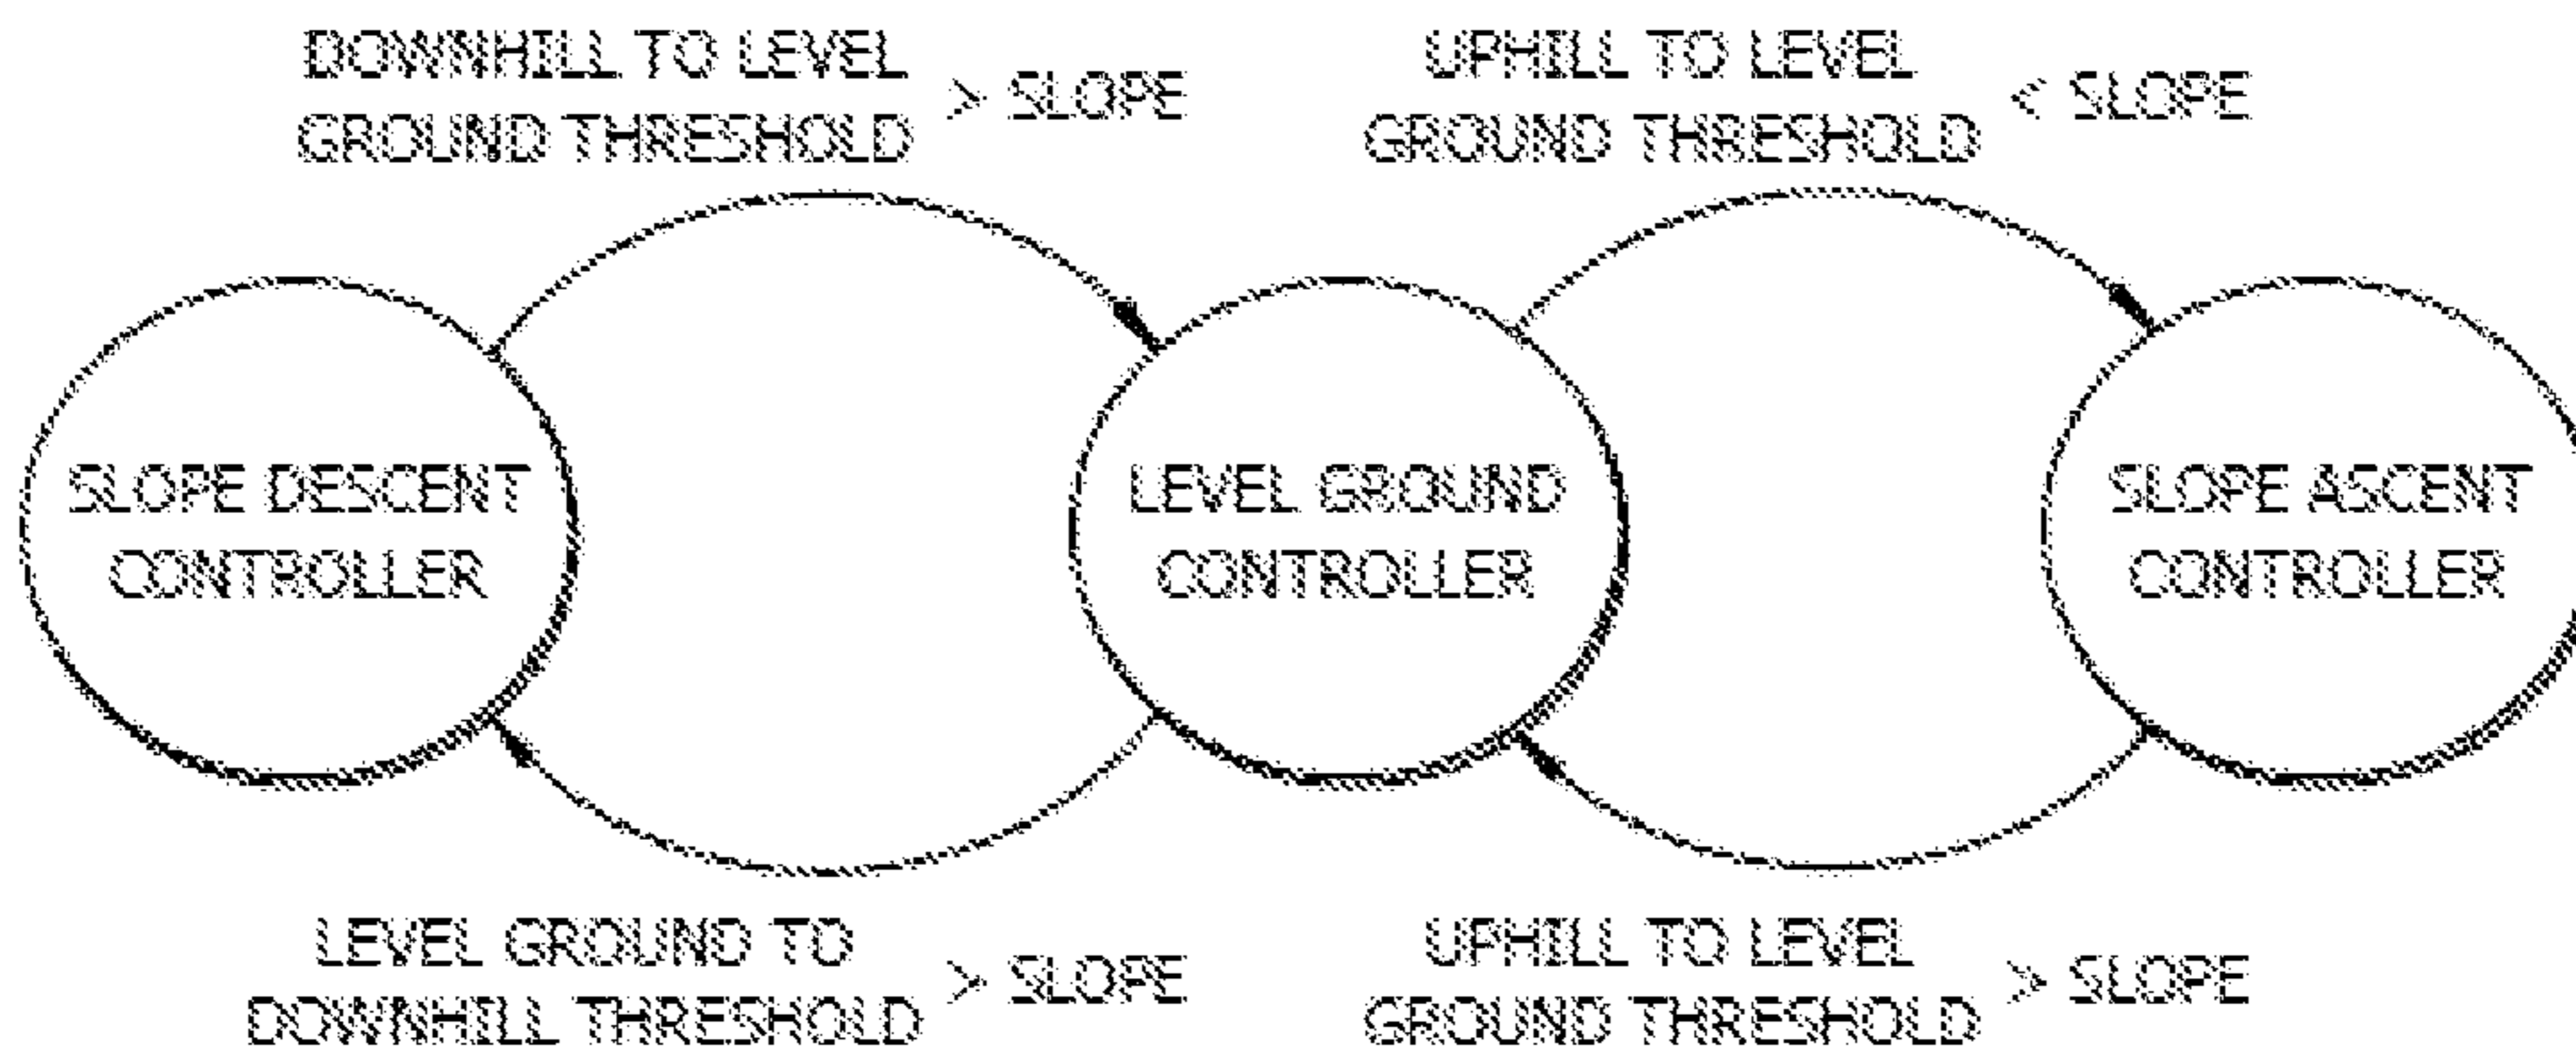 DOWNHILL TO LEVEL
GROUND THRESHOLD > SLOPE
UPHILL TO LEVEL
GROUND THRESHOLD < SLOPE
SLOPE DESCENT
CONTROLLER
LEVEL GROUND
CONTROLLER
SLOPE ASCENT
CONTROLLER
LEVEL GROUND TO
DOWNHILL THRESHOLD > SLOPE
UPHILL TO LEVEL
GROUND THRESHOLD > SLOPE